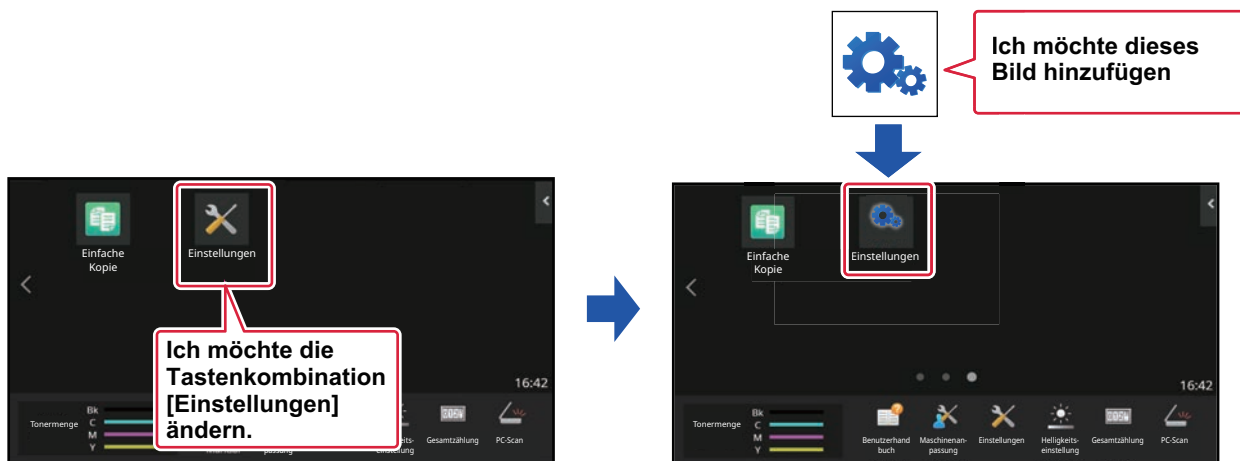 Ich möchte dieses
Bild hinzufügen
Einfache
Kopie
Einstellungen
Ich möchte die
Tastenkombination
[Einstellungen]
ändern.
16:42
Tonermenge
Bk
C
M
Y
passung
Einstellung
Gesamtzählung
PC-Scan
Einfache
Kopie
Einstellungen
16:42
Tonermenge
Bk
C
M
Y
Benutzerhand
buch
Maschinenan-
passung
Einstellungen
Helligkeits-
einstellung
Gesamtzählung
PC-Scan